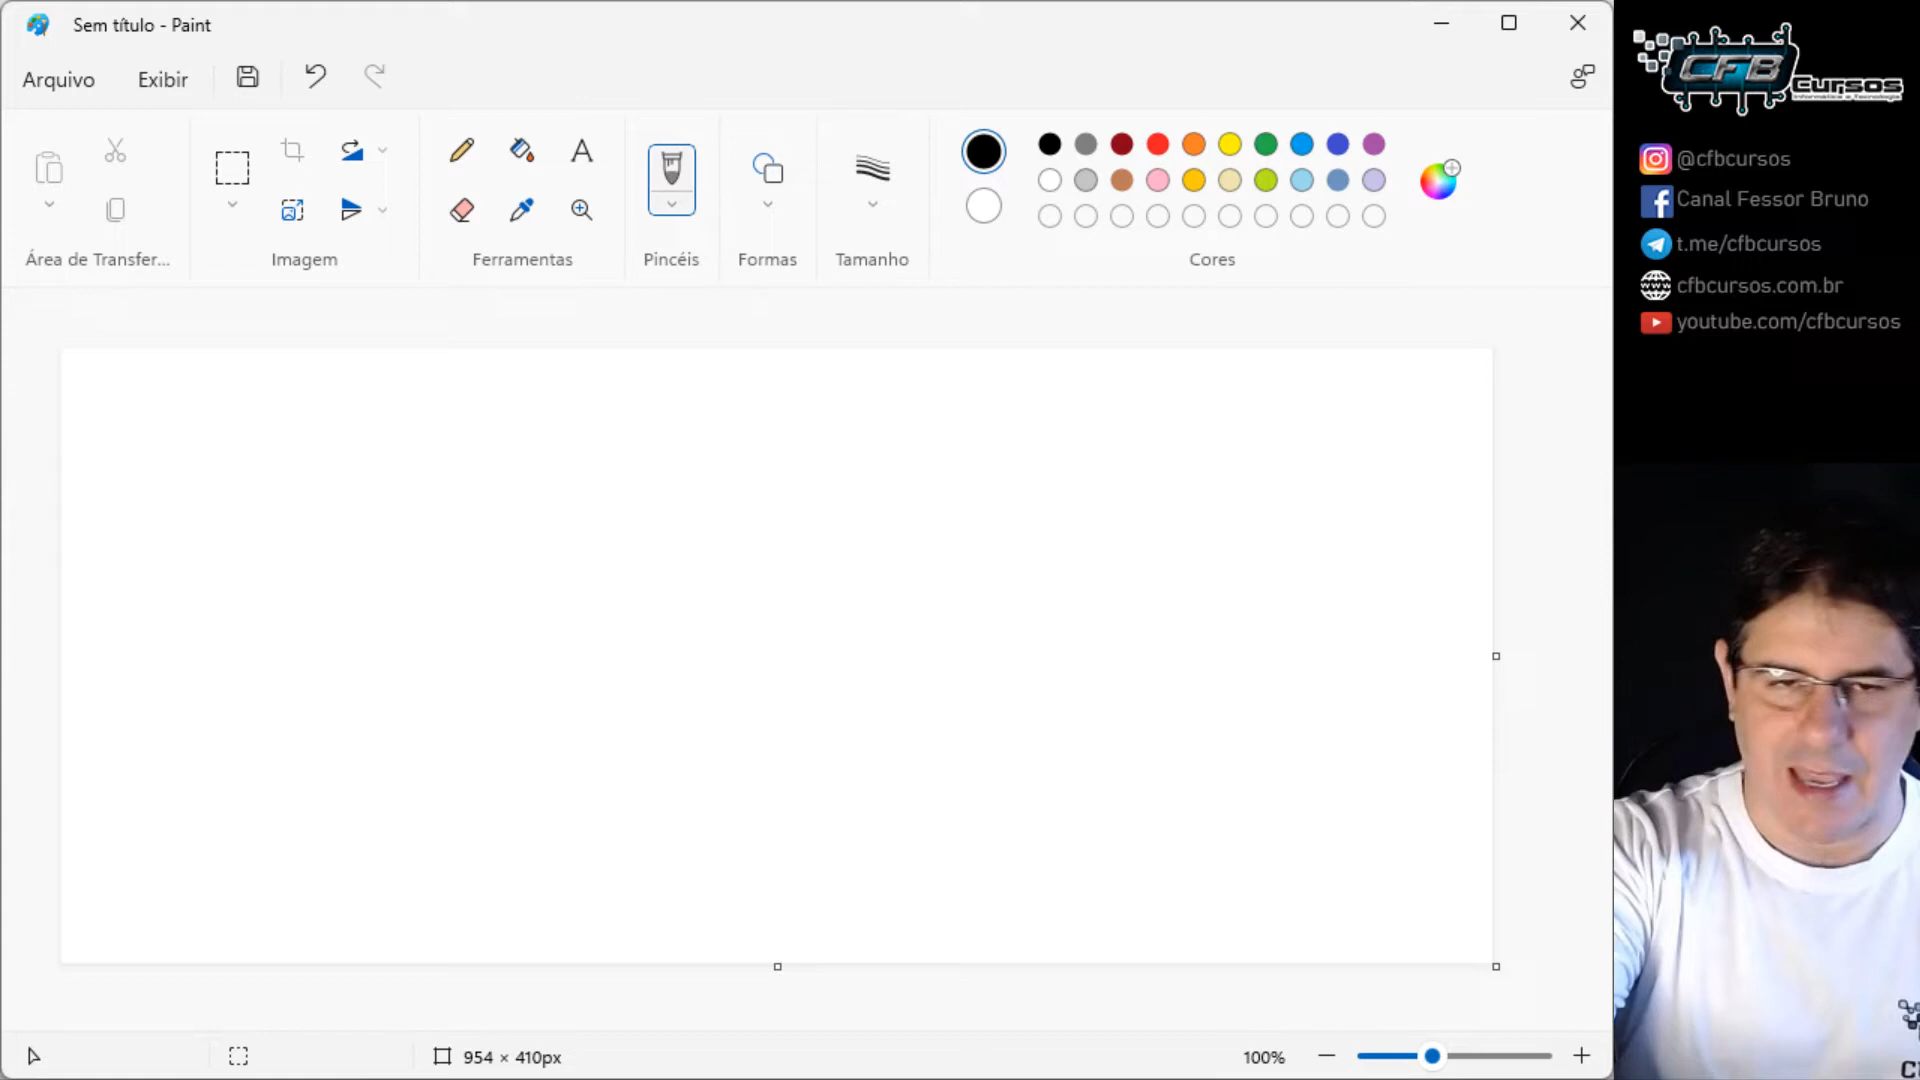 Sem título - Paint
Arquivo
Exibir
A
Área de Transfer...
Imagem
Ferramentas
Pincéis
Formas
Tamanho
Cores
954 × 410px
100%
CFB
Cursos
@cfbcursos
Canal Fessor Bruno
t.me/cfbcursos
cfbcursos.com.br
youtube.com/cfbcursos